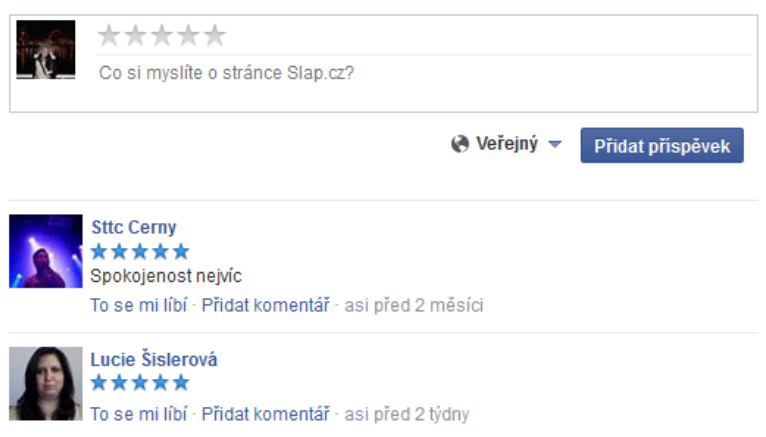 Co si myslíte o stránce Slap.cz?
Veřejný
Přidat příspěvek
Sttc Cerny
Spokojenost nejvíc
To se mi líbí · Přidat komentář · asi před 2 měsíci
Lucie Šislerová
To se mi líbí · Přidat komentář · asi před 2 týdny